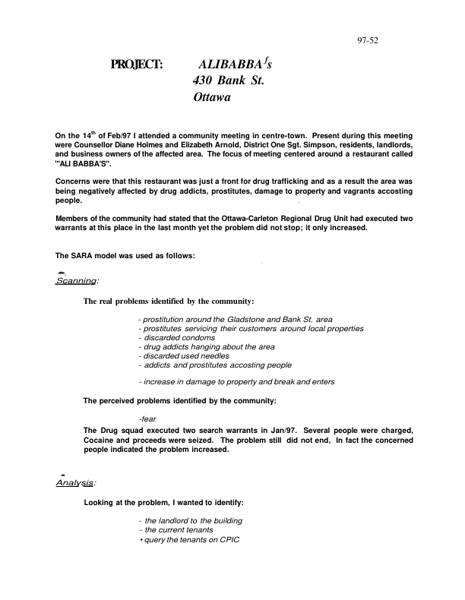 97-52
PROJECT: ALIBABBA's
430 Bank St.
Ottawa
On the 14th of Feb/97 I attended a community meeting in centre-town. Present during this meeting
were Counsellor Diane Holmes and Elizabeth Arnold, District One Sgt. Simpson, residents, landlords,
and business owners of the affected area. The focus of meeting centered around a restaurant called
"'ALI BABBA'S".
Concerns were that this restaurant was just a front for drug trafficking and as a result the area was
being negatively affected by drug addicts, prostitutes, damage to property and vagrants accosting
people.
Members of the community had stated that the Ottawa-Carleton Regional Drug Unit had executed two
warrants at this place in the last month yet the problem did not stop; it only increased.
The SARA model was used as follows:
Scanning:
The real problems identified by the community:
- prostitution around the Gladstone and Bank St. area
- prostitutes servicing their customers around local properties
- discarded condoms
- drug addicts hanging about the area
- discarded used needles
- addicts and prostitutes accosting people
- increase in damage to property and break and enters
The perceived problems identified by the community:
-fear
The Drug squad executed two search warrants in Jan/97. Several people were charged,
Cocaine and proceeds were seized. The problem still did not end, In fact the concerned
people indicated the problem increased.
Analysis:
Looking at the problem, I wanted to identify:
- the landlord to the building
- the current tenants
• query the tenants on CPIC